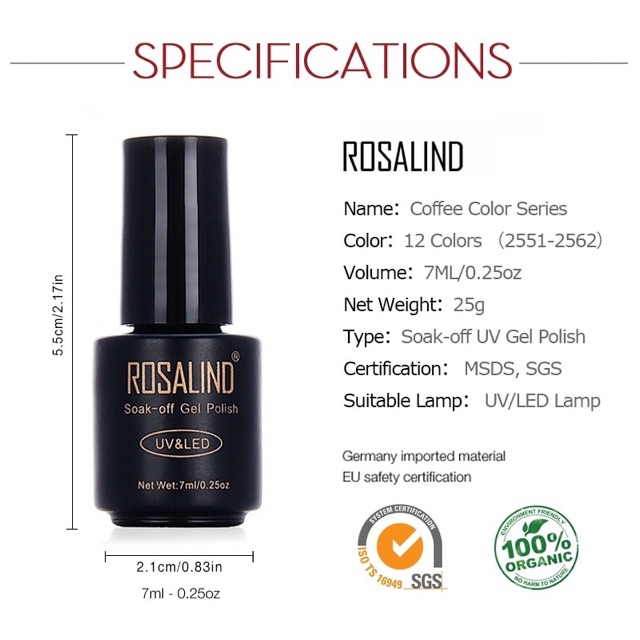 SPECIFICATIONS
ROSALIND
Name: Coffee Color Series
Color: 12 Colors （2551-2562）
Volume: 7ML/0.25oz
Net Weight: 25g
Type: Soak-off UV Gel Polish
Certification: MSDS, SGS
Suitable Lamp: UV/LED Lamp
Germany imported material
EU safety certification
5.5cm/2.17in
ROSALIND®
Soak-off Gel Polish
UV&LED
Net Wet:7ml/0.25oz
2.1cm/0.83in
7ml - 0.25oz
SYSTEM CERTIFICATION
ISO TS 16949
SGS
ENVIRONMENT FRIENDLY
100%
ORGANIC
NO HARM TO NATURE